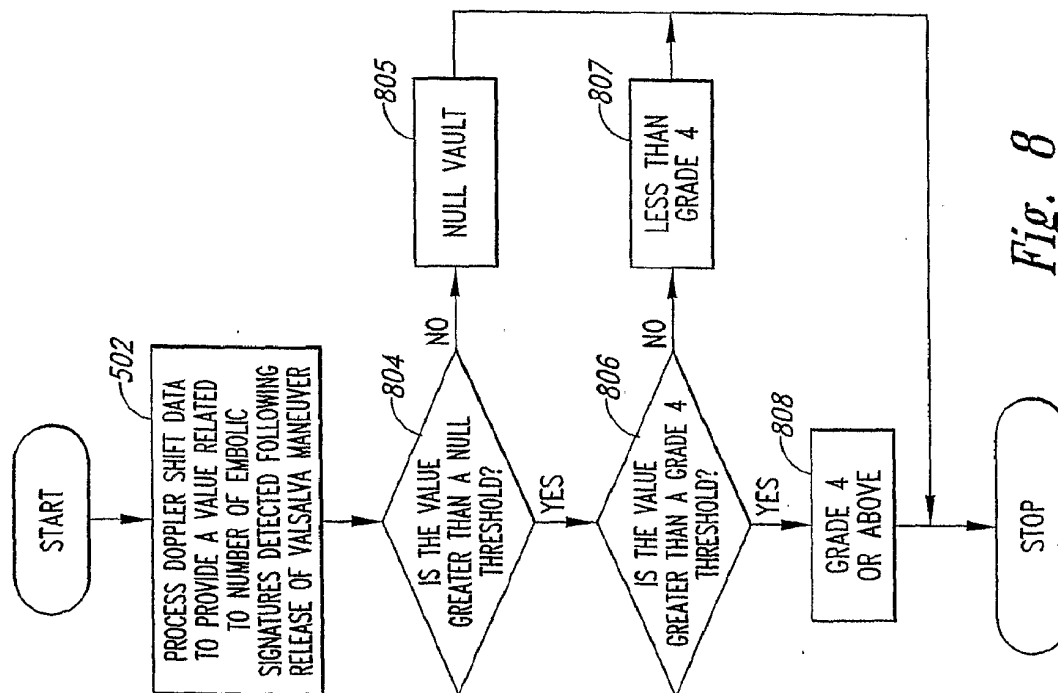 START
502
PROCESS DOPPLER SHIFT DATA
TO PROVIDE A VALUE RELATED
TO NUMBER OF EMBOLIC
SIGNATURES DETECTED FOLLOWING
RELEASE OF VALSALVA MANEUVER
804
IS THE VALUE
GREATER THAN A NULL
THRESHOLD?
NO
805
NULL VAULT
YES
806
IS THE VALUE
GREATER THAN A GRADE 4
THRESHOLD?
NO
807
LESS THAN
GRADE 4
YES
808
GRADE 4
OR ABOVE
STOP
Fig. 8